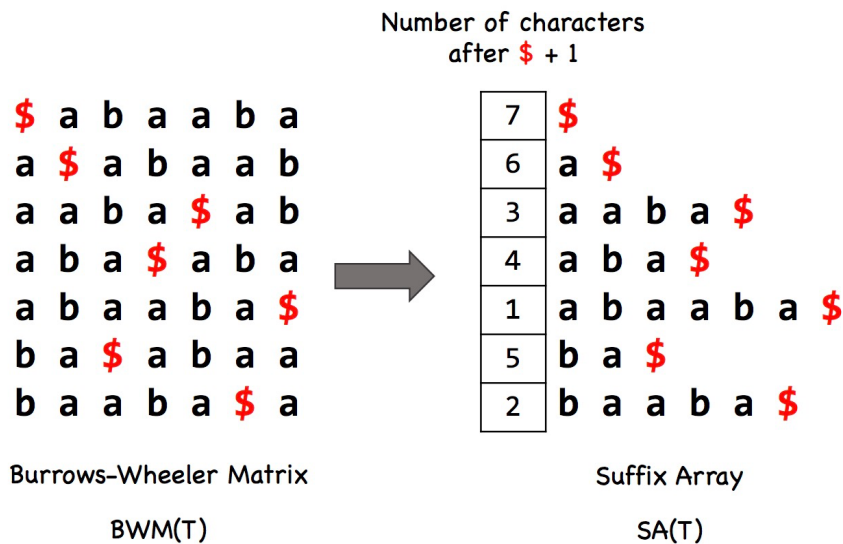 Number of characters
after $ + 1
$ a b a a b a 7 $
a $ a b a a b 6 a $
a a b a $ a b 3 a a b a $
a b a $ a b a 4 a b a $
a b a a b a $ 1 a b a a b a $
b a $ a b a a 5 b a $
b a a b a $ a 2 b a a b a $
Burrows-Wheeler Matrix Suffix Array
BWM(T) SA(T)